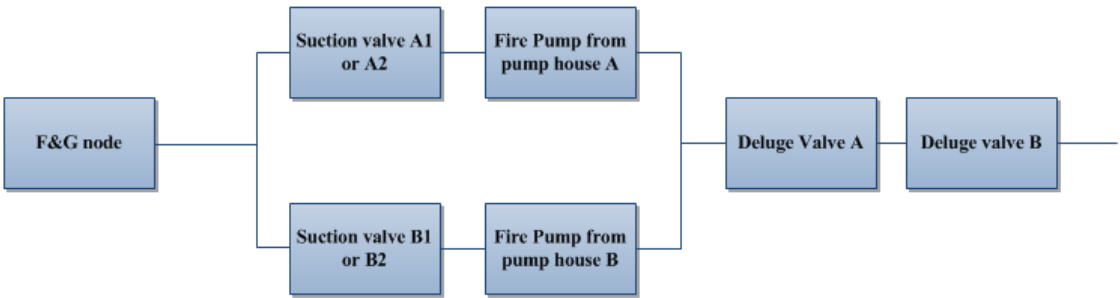 F&G node
Suction valve A1
or A2
Fire Pump from
pump house A
Suction valve B1
or B2
Fire Pump from
pump house B
Deluge Valve A
Deluge valve B